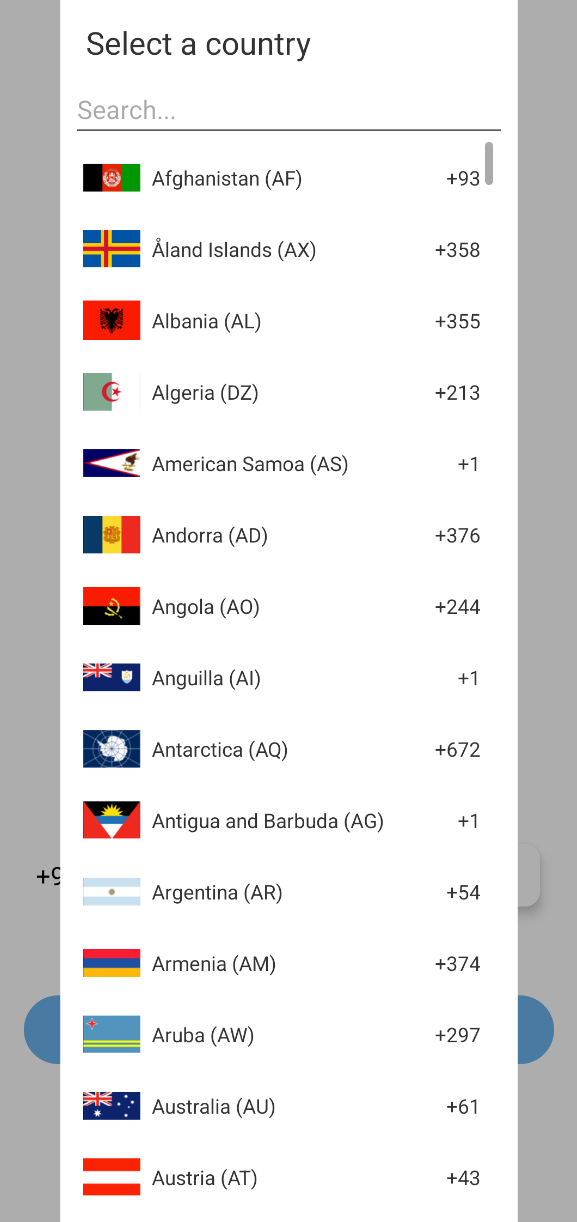 Select a country
Search...
Afghanistan (AF) +93
Åland Islands (AX) +358
Albania (AL) +355
Algeria (DZ) +213
American Samoa (AS) +1
Andorra (AD) +376
Angola (AO) +244
Anguilla (AI) +1
Antarctica (AQ) +672
Antigua and Barbuda (AG) +1
Argentina (AR) +54
Armenia (AM) +374
Aruba (AW) +297
Australia (AU) +61
Austria (AT) +43